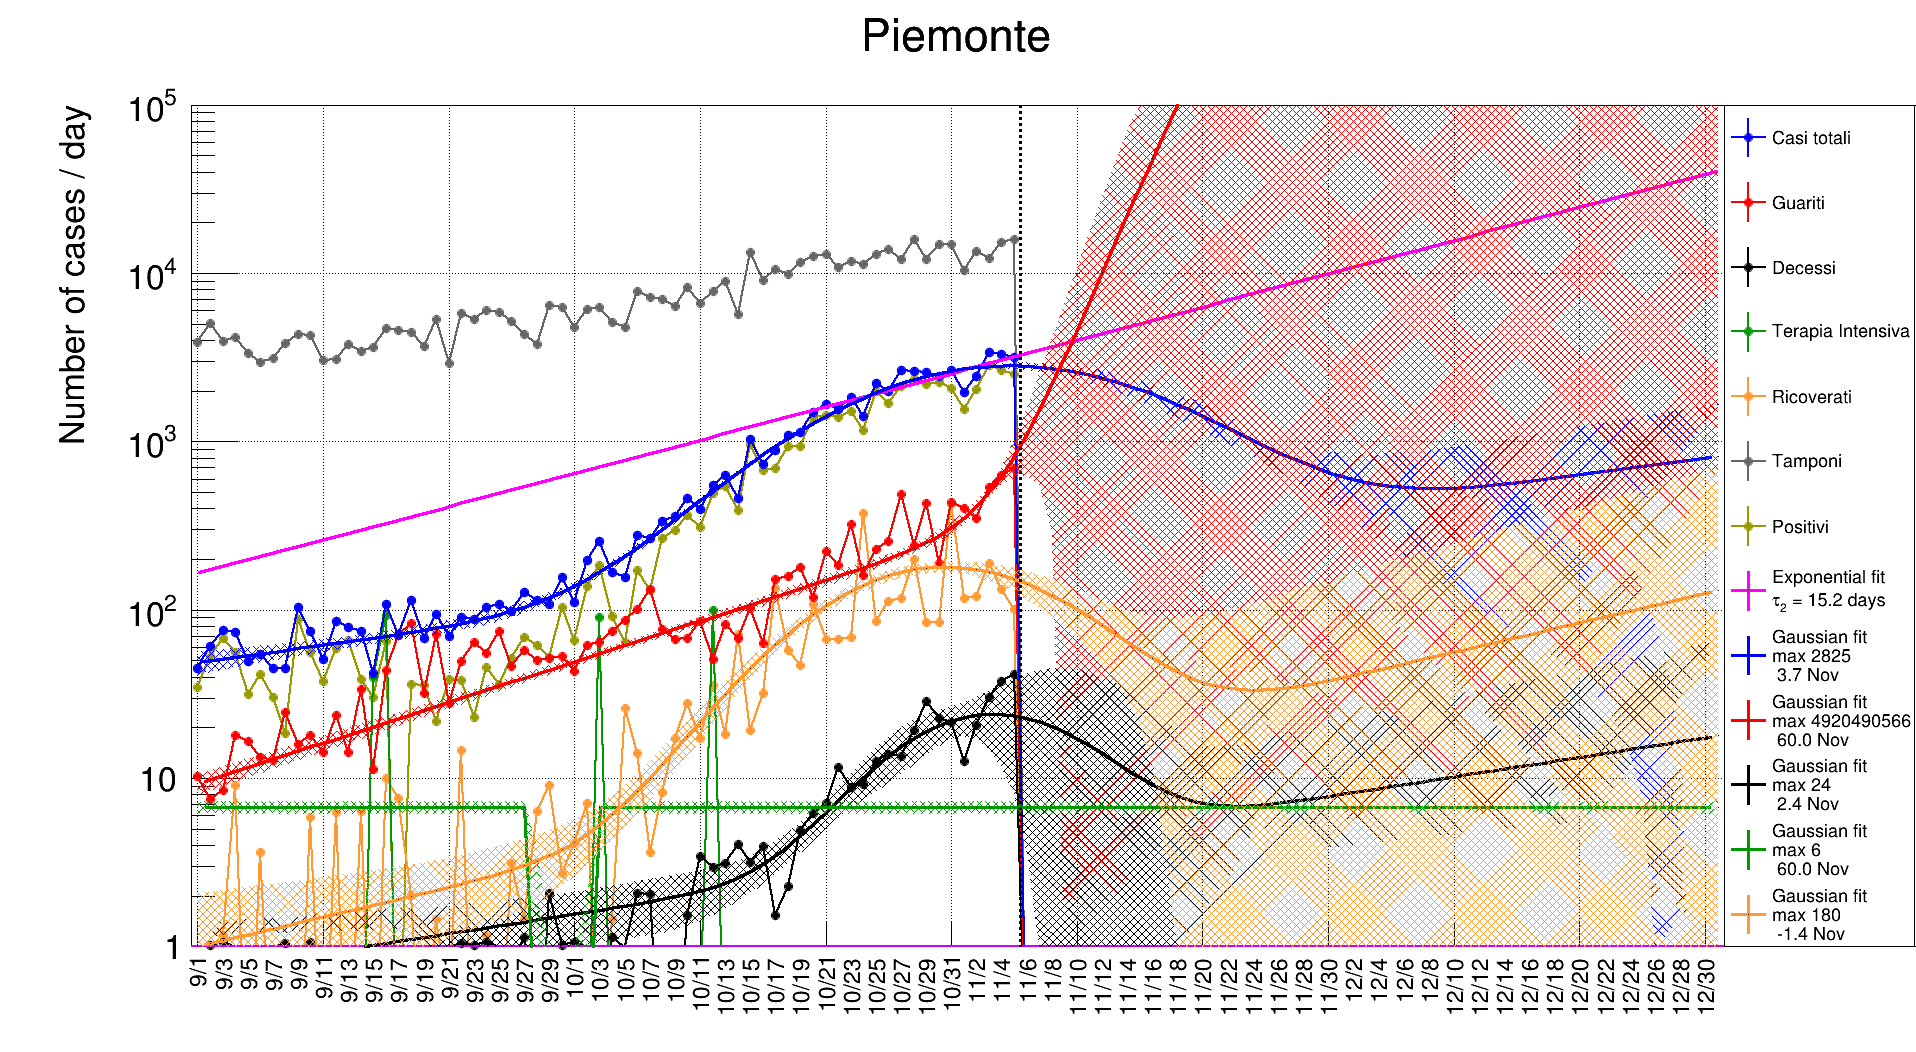 Piemonte
Number of cases / day
10^5
10^4
10^3
10^2
10
1
9/1 9/3 9/5 9/7 9/9 9/11 9/13 9/15 9/17 9/19 9/21 9/23 9/25 9/27 9/29 10/1 10/3 10/5 10/7 10/9 10/11 10/13 10/15 10/17 10/19 10/21 10/23 10/25 10/27 10/29 10/31 11/2 11/4 11/6 11/8 11/10 11/12 11/14 11/16 11/18 11/20 11/22 11/24 11/26 11/28 11/30 12/2 12/4 12/6 12/8 12/10 12/12 12/14 12/16 12/18 12/20 12/22 12/24 12/26 12/28 12/30
Casi totali
Guariti
Decessi
Terapia Intensiva
Ricoverati
Tamponi
Positivi
Exponential fit
τ2 = 15.2 days
Gaussian fit
max 2825
3.7 Nov
Gaussian fit
max 4920490566
60.0 Nov
Gaussian fit
max 24
2.4 Nov
Gaussian fit
max 6
60.0 Nov
Gaussian fit
max 180
-1.4 Nov